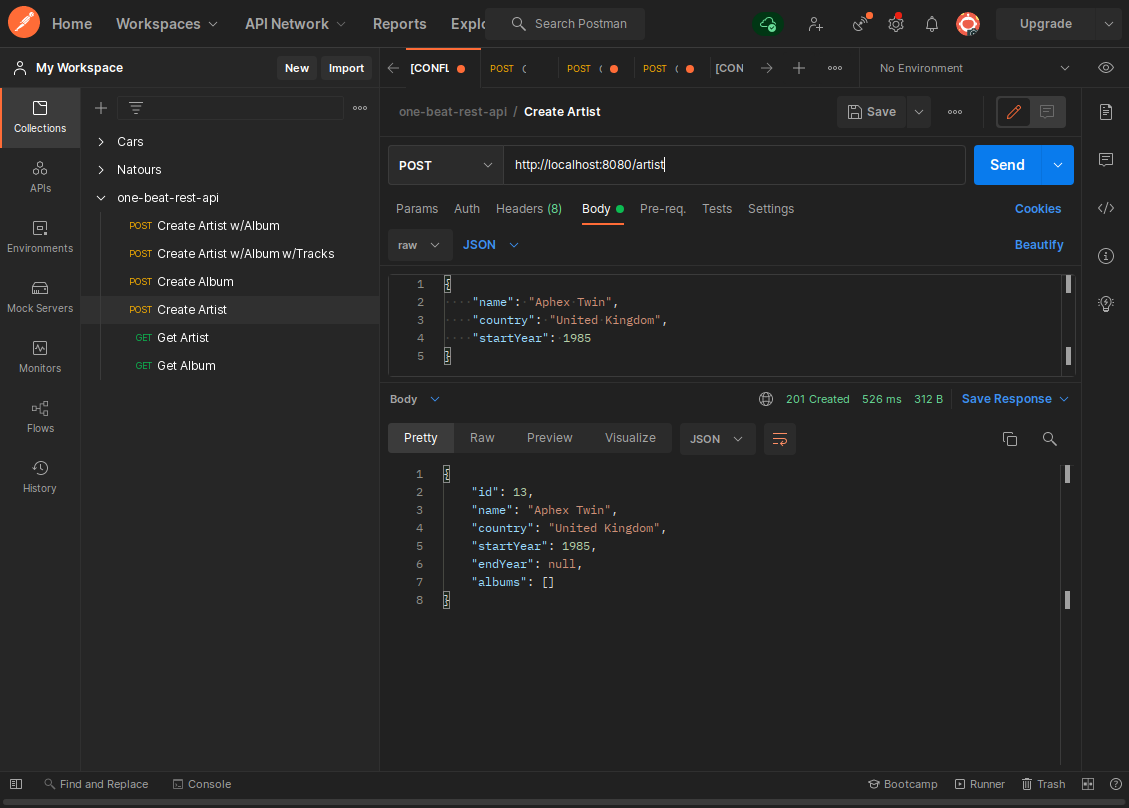 Home Workspaces API Network Reports Explo Search Postman Upgrade
My Workspace New Import [CONFL POST POST POST [CON No Environment
Collections
APIs
Environments
Mock Servers
Monitors
Flows
History
Cars
Natours
one-beat-rest-api
POST Create Artist w/Album
POST Create Artist w/Album w/Tracks
POST Create Album
POST Create Artist
GET Get Artist
GET Get Album
one-beat-rest-api / Create Artist Save
POST http://localhost:8080/artist Send
Params Auth Headers (8) Body Pre-req. Tests Settings Cookies
raw JSON Beautify
1 {
2 "name": "Aphex Twin",
3 "country": "United Kingdom",
4 "startYear": 1985
5 }
Body 201 Created 526 ms 312 B Save Response
Pretty Raw Preview Visualize JSON
1 {
2 "id": 13,
3 "name": "Aphex Twin",
4 "country": "United Kingdom",
5 "startYear": 1985,
6 "endYear": null,
7 "albums": []
8 }
Find and Replace Console Bootcamp Runner Trash